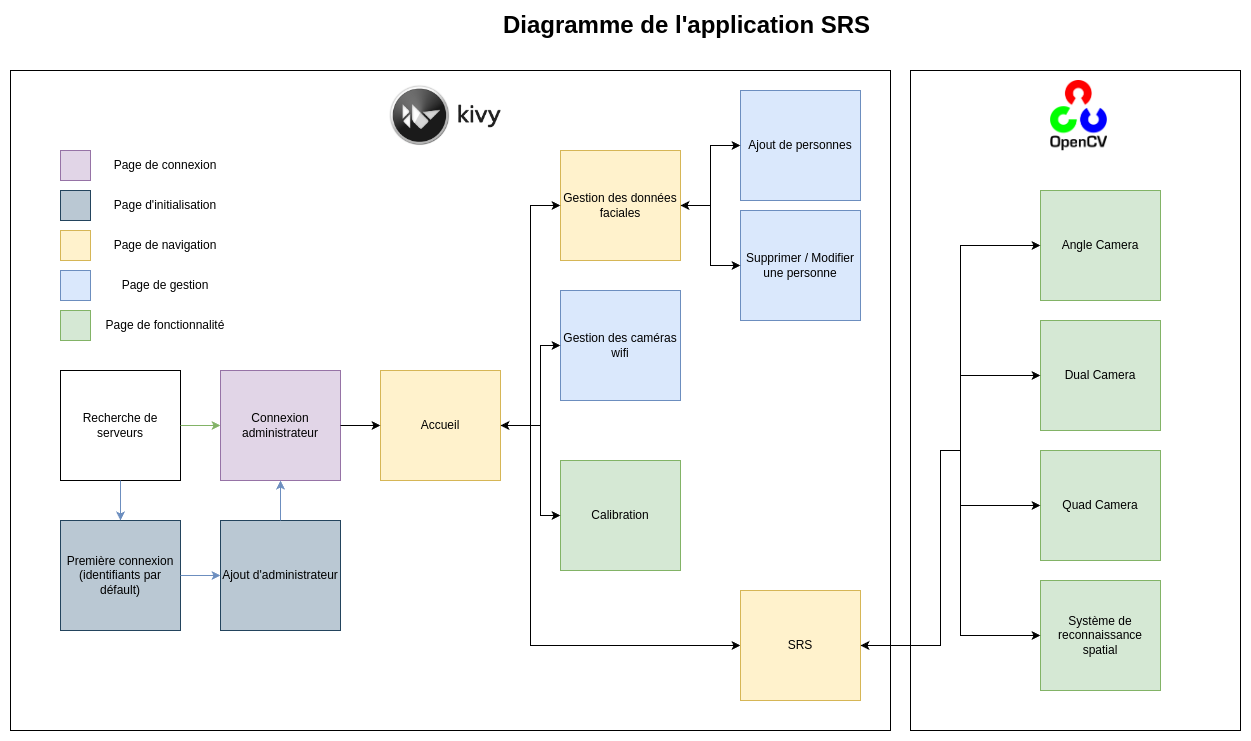 Diagramme de l'application SRS
kivy
OpenCV
Page de connexion
Page d'initialisation
Page de navigation
Page de gestion
Page de fonctionnalité
Recherche de
serveurs
Connexion
administrateur
Accueil
Première connexion
(identifiants par
défault)
Ajout d'administrateur
Gestion des données
faciales
Ajout de personnes
Supprimer / Modifier
une personne
Gestion des caméras
wifi
Calibration
SRS
Angle Camera
Dual Camera
Quad Camera
Système de
reconnaissance
spatial